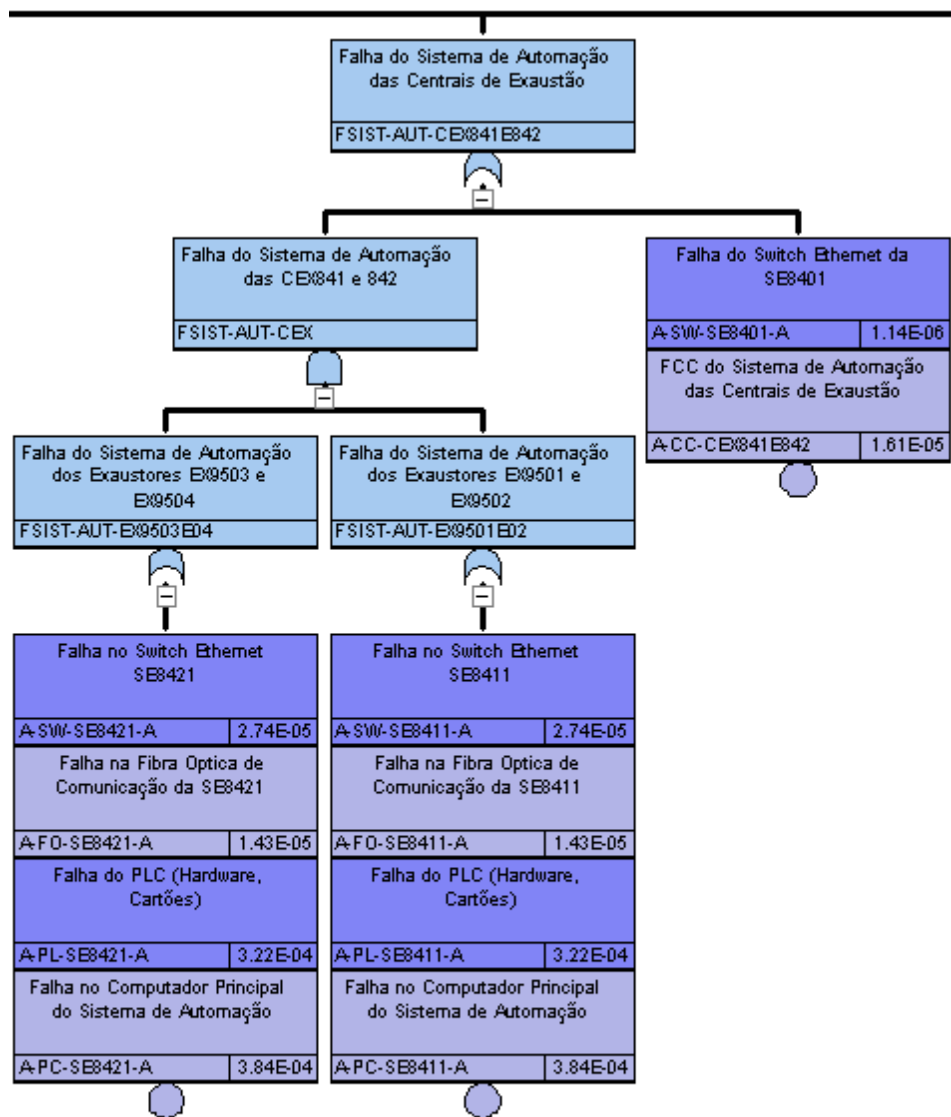 Falha do Sistema de Automação
das Centrais de Exaustão
FSIST-AUT-CEX841E842
Falha do Sistema de Automação
das CEX841 e 842
FSIST-AUT-CEX
Falha do Switch Ethernet da
SE8401
A-SW-SE8401-A 1.14E-06
FCC do Sistema de Automação
das Centrais de Exaustão
A-CC-CEX841E842 1.61E-05
Falha do Sistema de Automação
dos Exaustores EX9503 e
EX9504
FSIST-AUT-EX9503E04
Falha do Sistema de Automação
dos Exaustores EX9501 e
EX9502
FSIST-AUT-EX9501E02
Falha no Switch Ethernet
SE8421
A-SW-SE8421-A 2.74E-05
Falha na Fibra Optica de
Comunicação da SE8421
A-FO-SE8421-A 1.43E-05
Falha do PLC (Hardware,
Cartões)
A-PL-SE8421-A 3.22E-04
Falha no Computador Principal
do Sistema de Automação
A-PC-SE8421-A 3.84E-04
Falha no Switch Ethernet
SE8411
A-SW-SE8411-A 2.74E-05
Falha na Fibra Optica de
Comunicação da SE8411
A-FO-SE8411-A 1.43E-05
Falha do PLC (Hardware,
Cartões)
A-PL-SE8411-A 3.22E-04
Falha no Computador Principal
do Sistema de Automação
A-PC-SE8411-A 3.84E-04